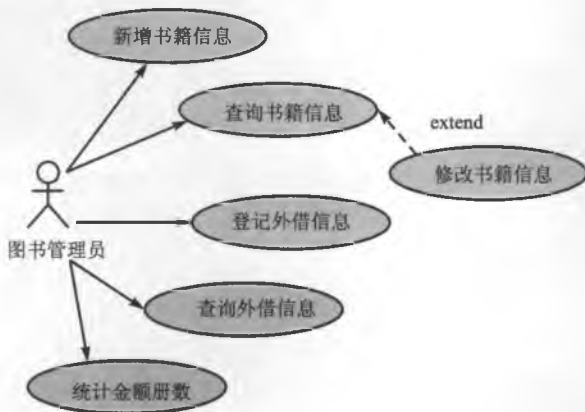 新增书籍信息
查询书籍信息
extend
修改书籍信息
登记外借信息
图书管理员
查询外借信息
统计金额册数